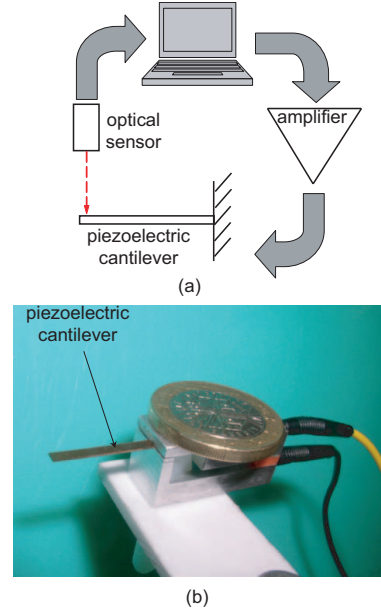 optical
sensor
amplifier
piezoelectric
cantilever
(a)
piezoelectric
cantilever
(b)